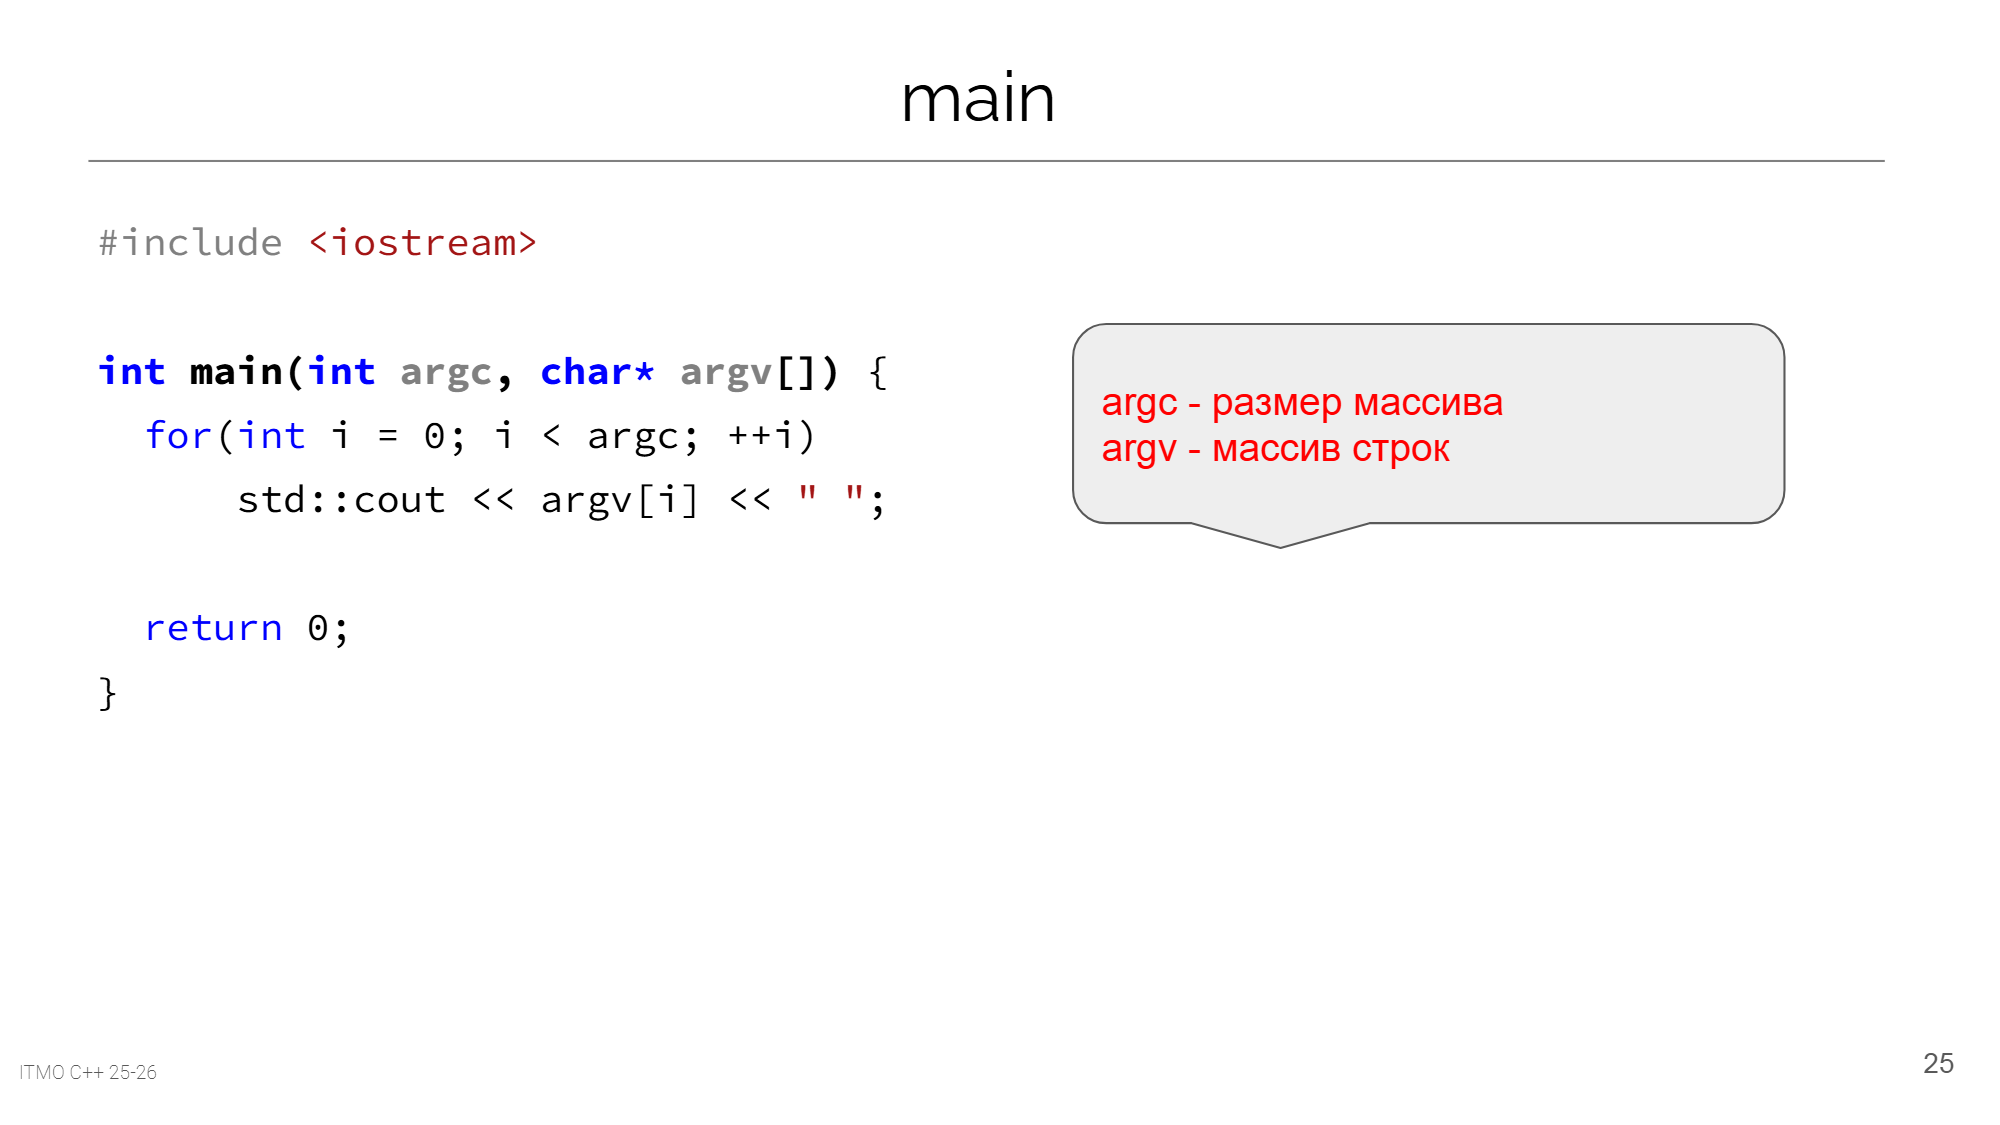 main
#include <iostream>
int main(int argc, char* argv[]) {
for(int i = 0; i < argc; ++i)
std::cout << argv[i] << " ";
return 0;
}
argc - размер массива
argv - массив строк
ITMO C++ 25-26
25